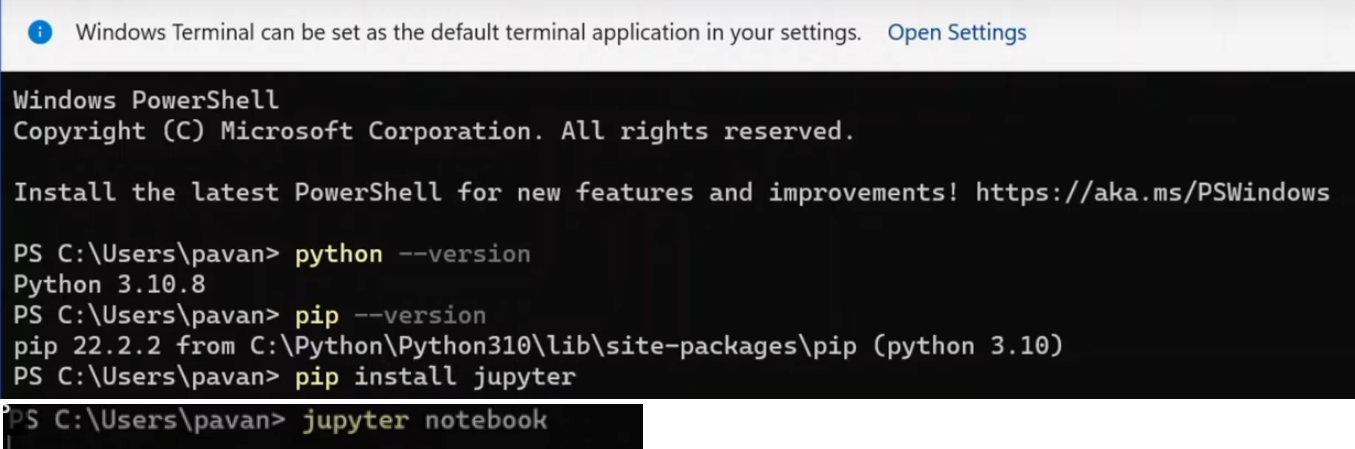 Windows Terminal can be set as the default terminal application in your settings. Open Settings
Windows PowerShell
Copyright (C) Microsoft Corporation. All rights reserved.
Install the latest PowerShell for new features and improvements! https://aka.ms/PSWindows
PS C:\Users\pavan> python --version
Python 3.10.8
PS C:\Users\pavan> pip --version
pip 22.2.2 from C:\Python\Python310\lib\site-packages\pip (python 3.10)
PS C:\Users\pavan> pip install jupyter
PS C:\Users\pavan> jupyter notebook